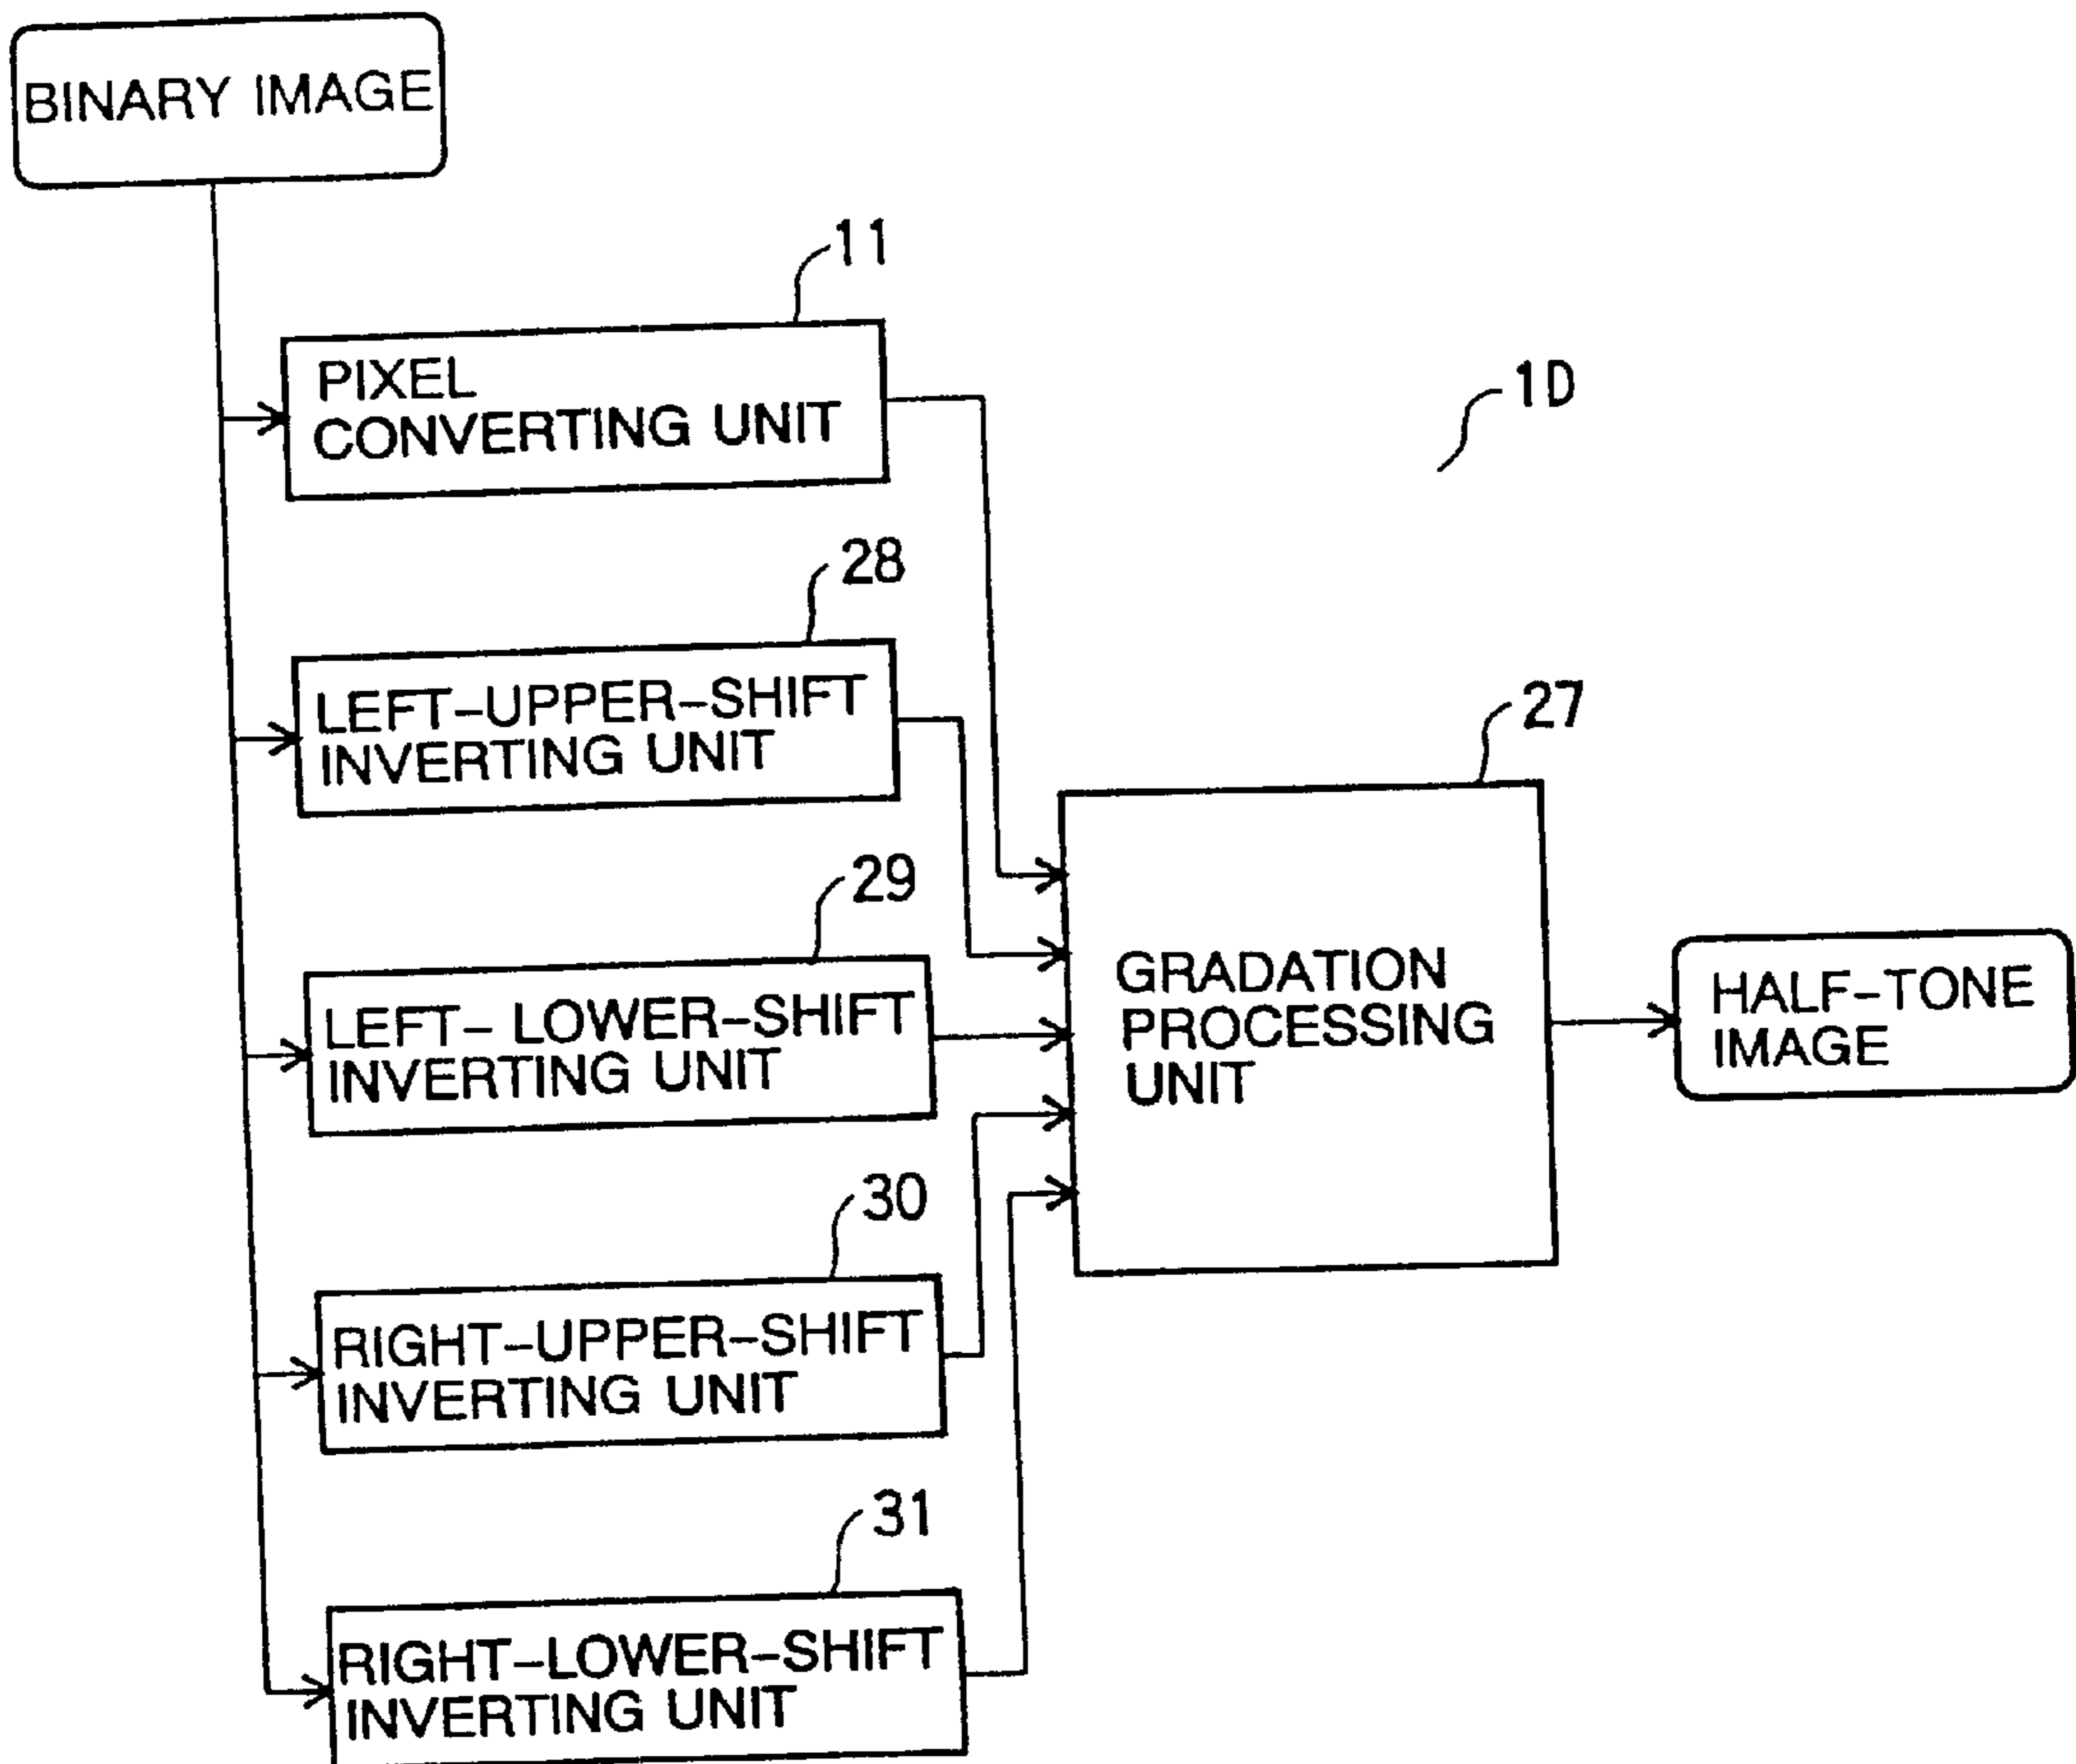 BINARY IMAGE
11
PIXEL
CONVERTING UNIT
1D
28
LEFT-UPPER-SHIFT
INVERTING UNIT
27
29
LEFT- LOWER-SHIFT
INVERTING UNIT
GRADATION
PROCESSING
UNIT
HALF-TONE
IMAGE
30
RIGHT-UPPER-SHIFT
INVERTING UNIT
31
RIGHT-LOWER-SHIFT
INVERTING UNIT